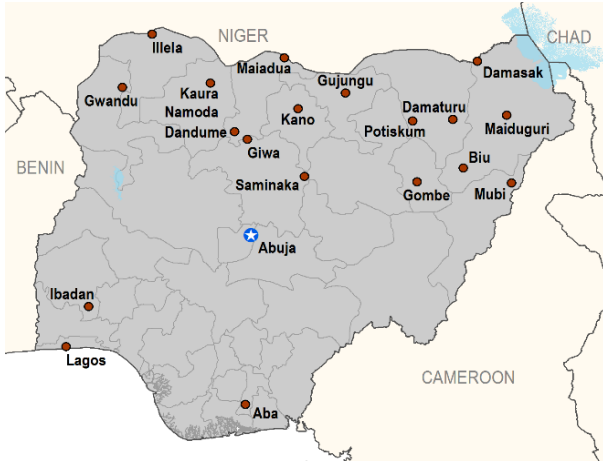 NIGER
CHAD
Illela
Maiadua
Gujungu
Damasak
Gwandu
Kaura
Namoda
Kano
Damaturu
Potiskum
Maiduguri
Dandume
Giwa
BENIN
Saminaka
Biu
Gombe
Mubi
Abuja
Ibadan
Lagos
CAMEROON
Aba